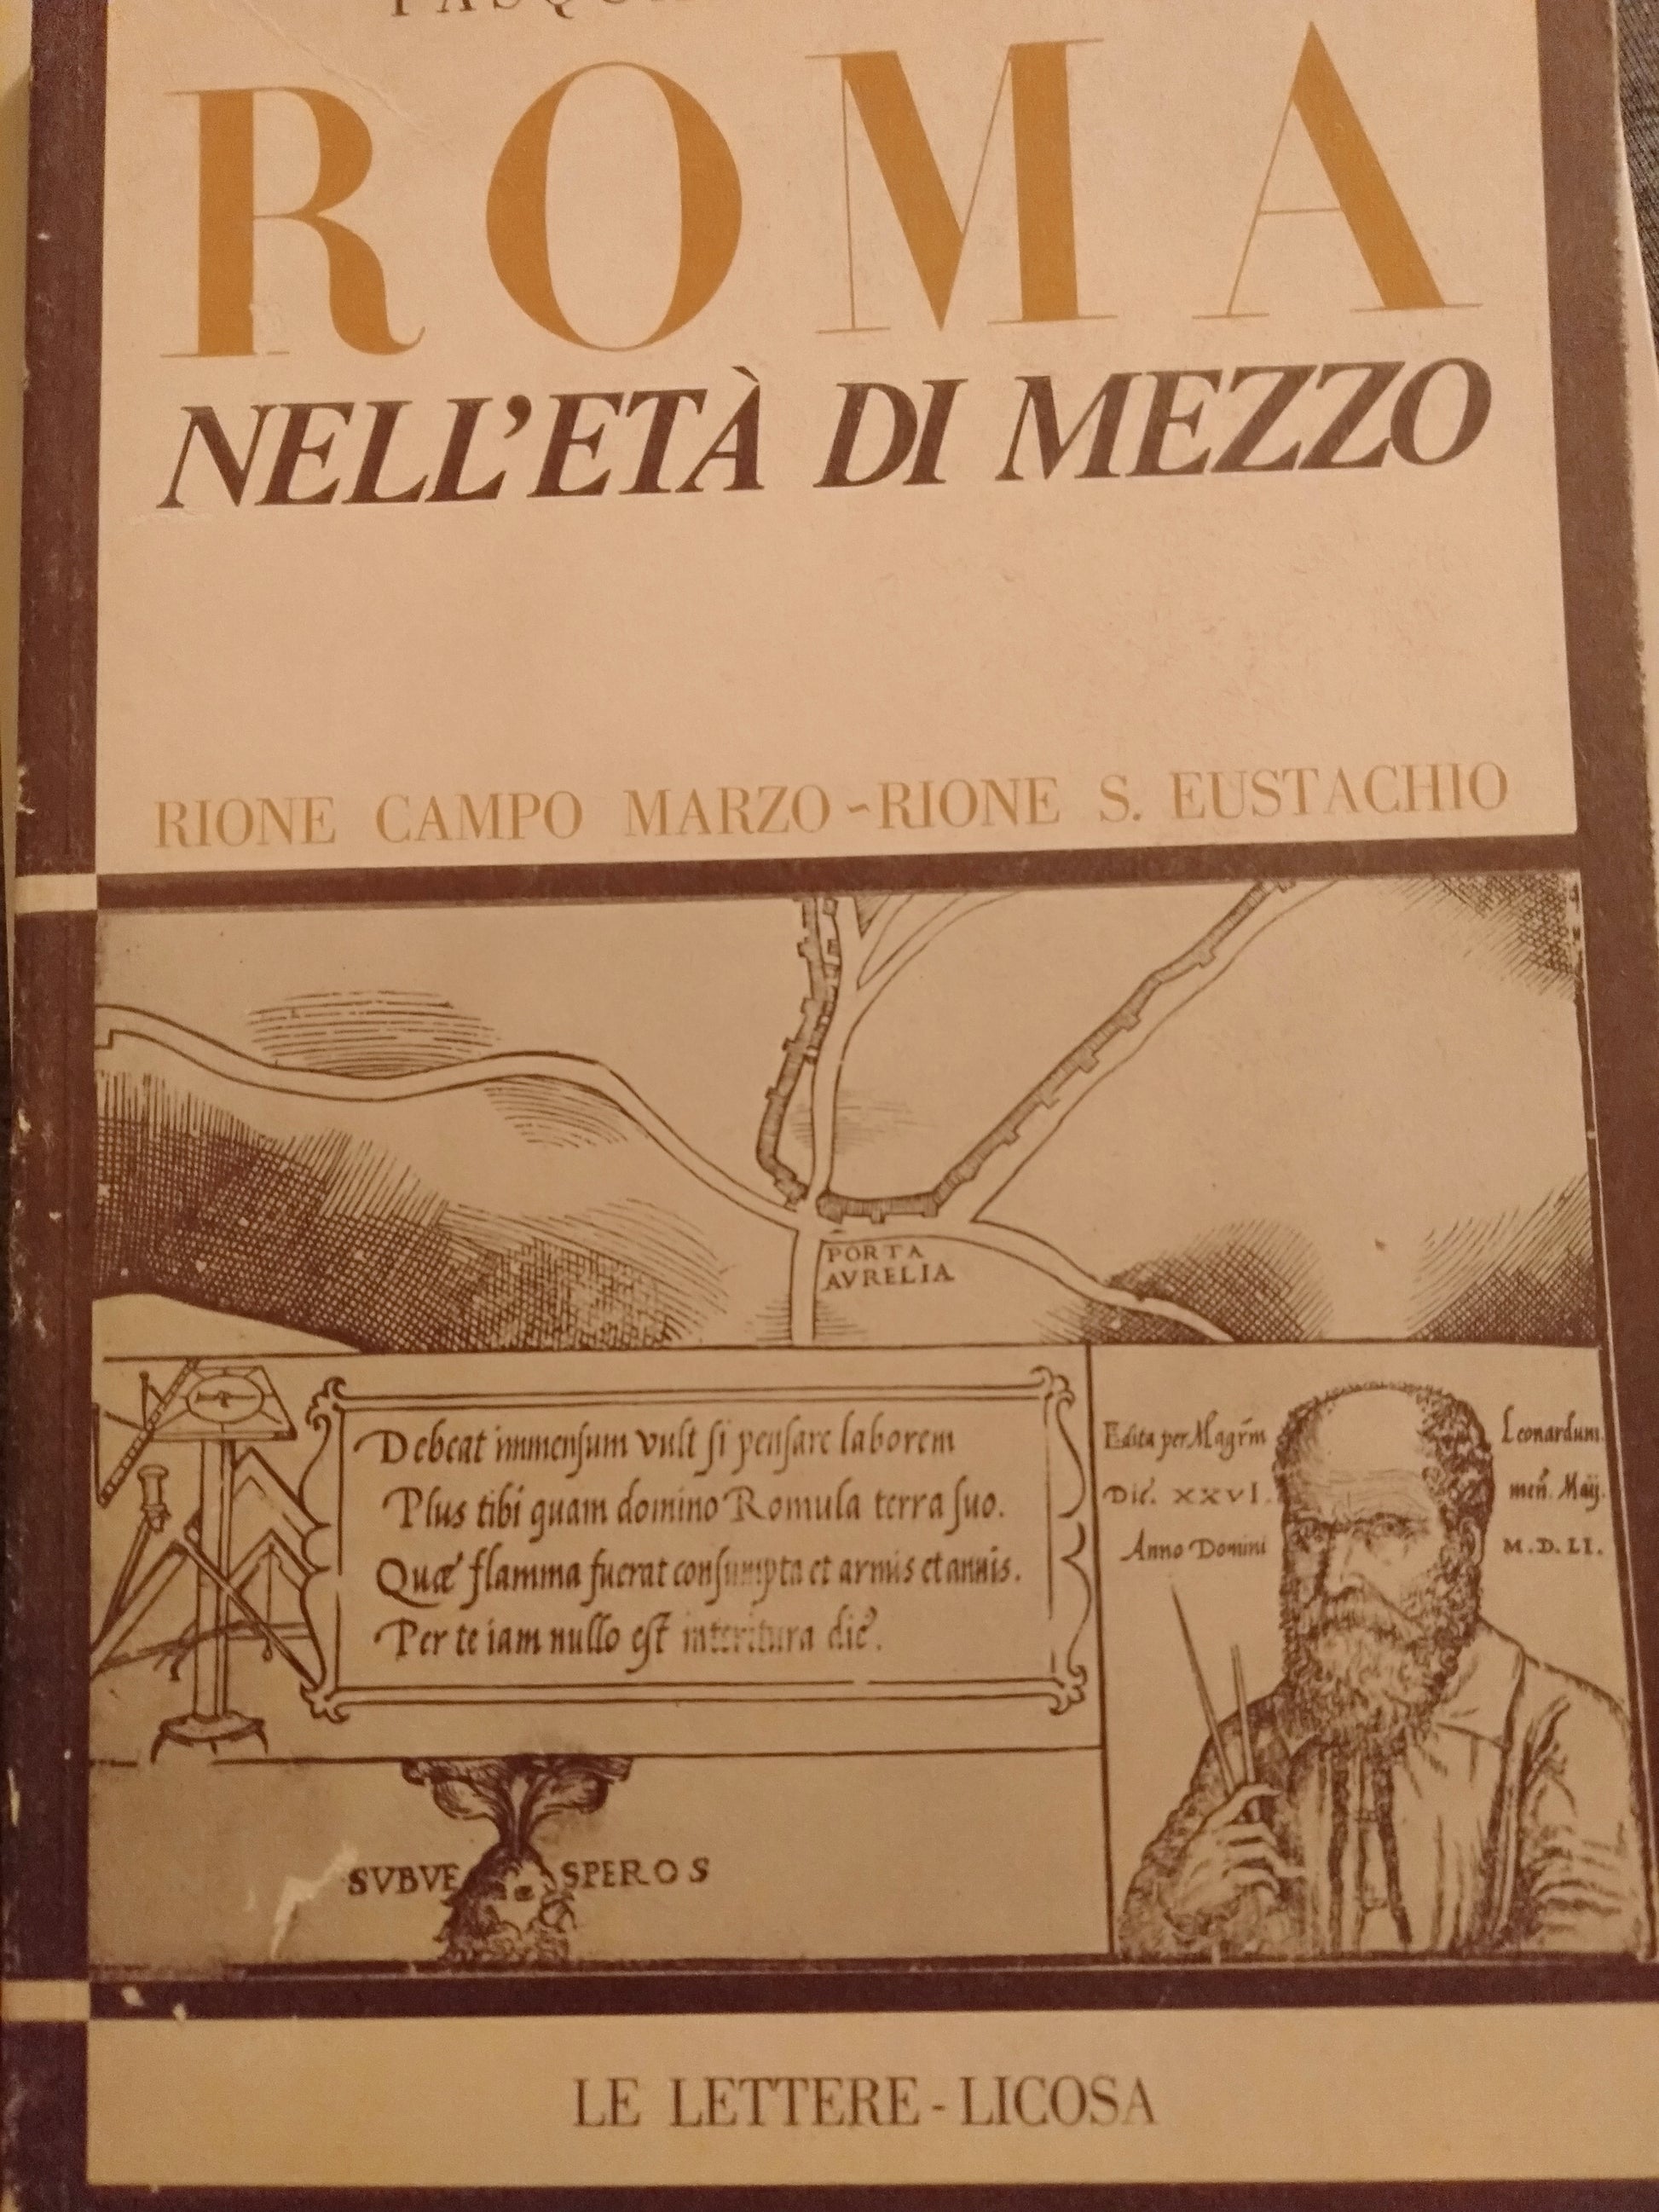 ROMA
NELL'ETÀ DI MEZZO
RIONE CAMPO MARZO ~ RIONE S. EUSTACHIO
PORTA
AVRELIA
Debeat immensum vult si pensare laborem
Plus tibi quam domino Romula terra suo.
Quæ flamma fuerat consumpta et armis et annis.
Per te iam nullo est interitura die.
Edita per Magrm Leonardum.
Die. XXVI. men. Maij.
Anno Domini M.D.LI.
SVBVE SPEROS
LE LETTERE - LICOSA